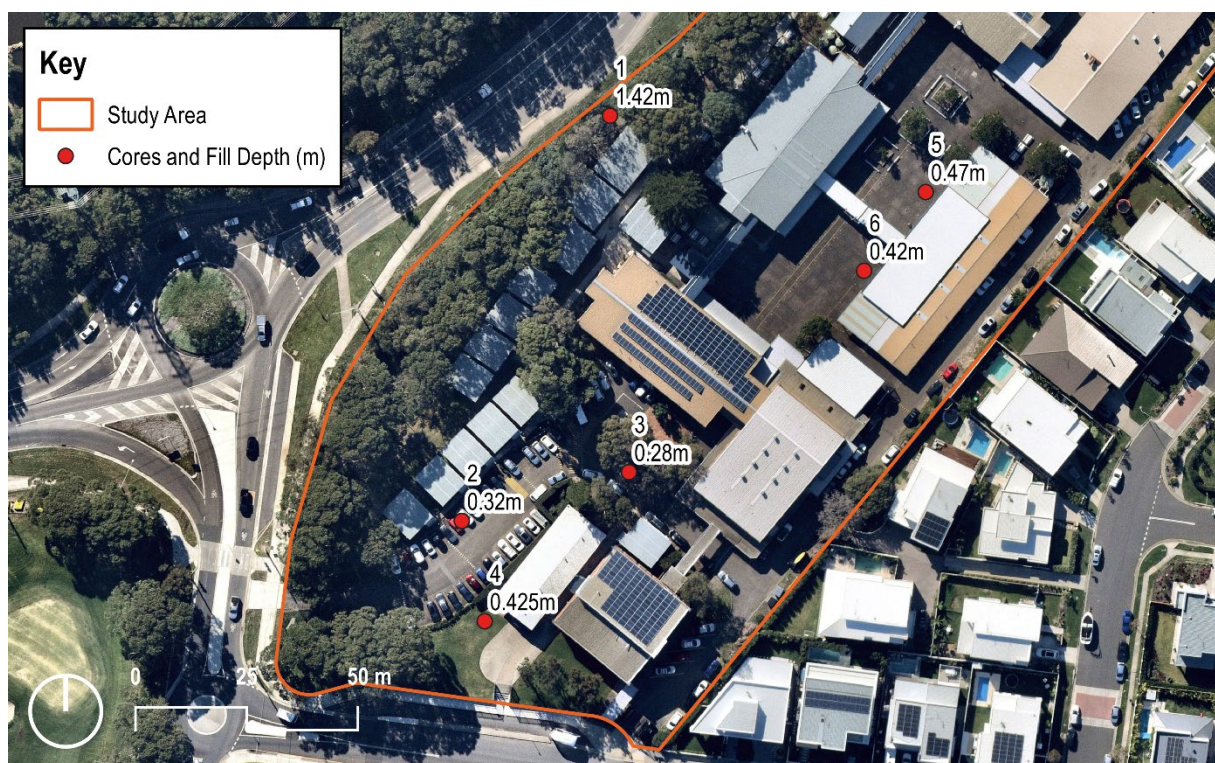 Key
Study Area
Cores and Fill Depth (m)
1
1.42m
5
0.47m
6
0.42m
3
0.28m
2
0.32m
4
0.425m
0 25 50 m